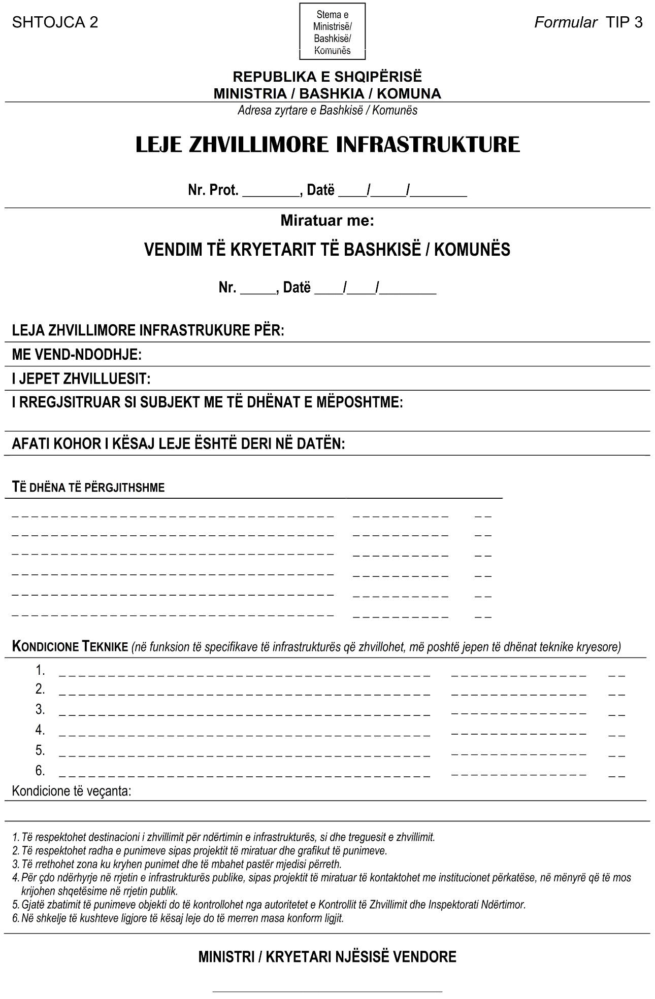 SHTOJCA 2
Stema e
Ministrisë/
Bashkisë/
Komunës
Formular TIP 3
REPUBLIKA E SHQIPËRISË
MINISTRIA / BASHKIA / KOMUNA
Adresa zyrtare e Bashkisë / Komunës
LEJE ZHVILLIMORE INFRASTRUKTURE
Nr. Prot. ________, Datë ____/_____/________
Miratuar me:
VENDIM TË KRYETARIT TË BASHKISË / KOMUNËS
Nr. _____, Datë ____/____/________
LEJA ZHVILLIMORE INFRASTRUKURE PËR:
ME VEND-NDODHJE:
I JEPET ZHVILLUESIT:
I RREGJSITRUAR SI SUBJEKT ME TË DHËNAT E MËPOSHTME:
AFATI KOHOR I KËSAJ LEJE ËSHTË DERI NË DATËN:
TË DHËNA TË PËRGJITHSHME
KONDICIONE TEKNIKE (në funksion të specifikave të infrastrukturës që zhvillohet, më poshtë jepen të dhënat teknike kryesore)
1.
2.
3.
4.
5.
6.
Kondicione të veçanta:
1. Të respektohet destinacioni i zhvillimit për ndërtimin e infrastrukturës, si dhe treguesit e zhvillimit.
2. Të respektohet radha e punimeve sipas projektit të miratuar dhe grafikut të punimeve.
3. Të rrethohet zona ku kryhen punimet dhe të mbahet pastër mjedisi përreth.
4. Për çdo ndërhyrje në rrjetin e infrastrukturës publike, sipas projektit të miratuar të kontaktohet me institucionet përkatëse, në mënyrë që të mos
krijohen shqetësime në rrjetin publik.
5. Gjatë zbatimit të punimeve objekti do të kontrollohet nga autoritetet e Kontrollit të Zhvillimit dhe Inspektorati Ndërtimor.
6. Në shkelje të kushteve ligjore të kësaj leje do të merren masa konform ligjit.
MINISTRI / KRYETARI NJËSISË VENDORE